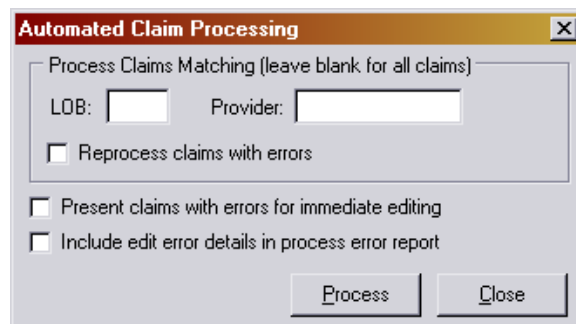 Automated Claim Processing
Process Claims Matching (leave blank for all claims)
LOB: Provider:
Reprocess claims with errors
Present claims with errors for immediate editing
Include edit error details in process error report
Process Close